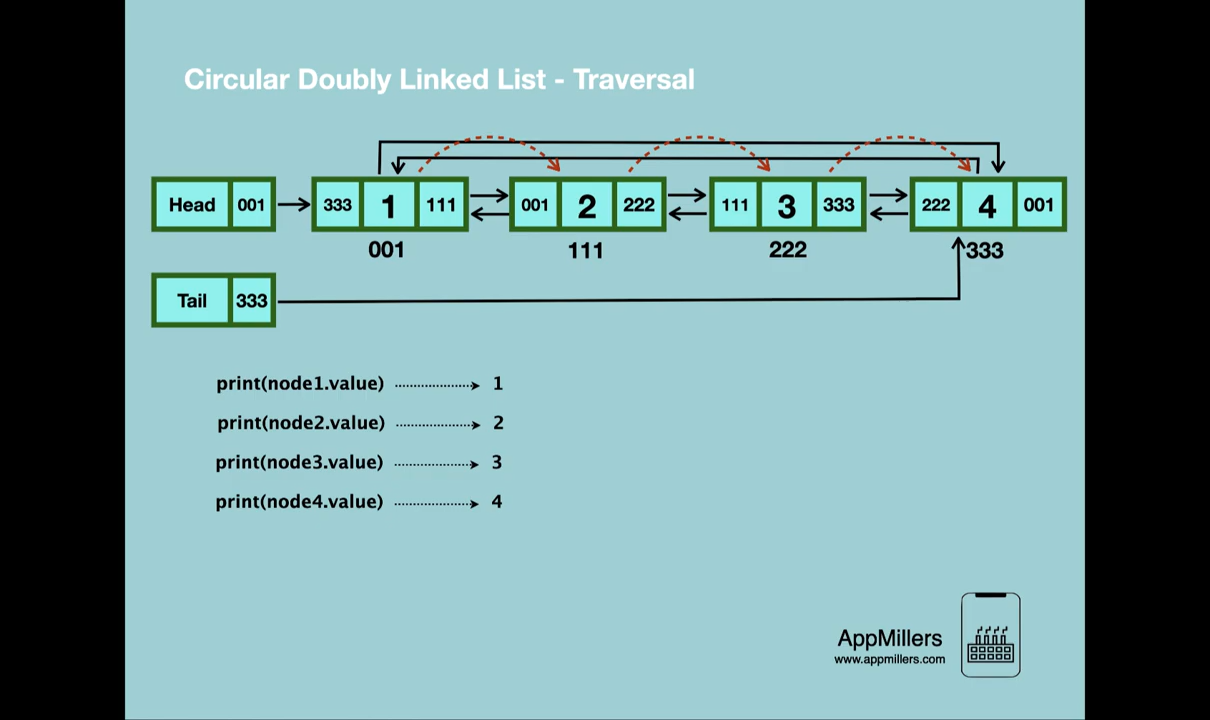 Circular Doubly Linked List - Traversal
Head 001 333 1 111 001 2 222 111 3 333 222 4 001
001 111 222 333
Tail 333
print(node1.value) 1
print(node2.value) 2
print(node3.value) 3
print(node4.value) 4
AppMillers
www.appmillers.com